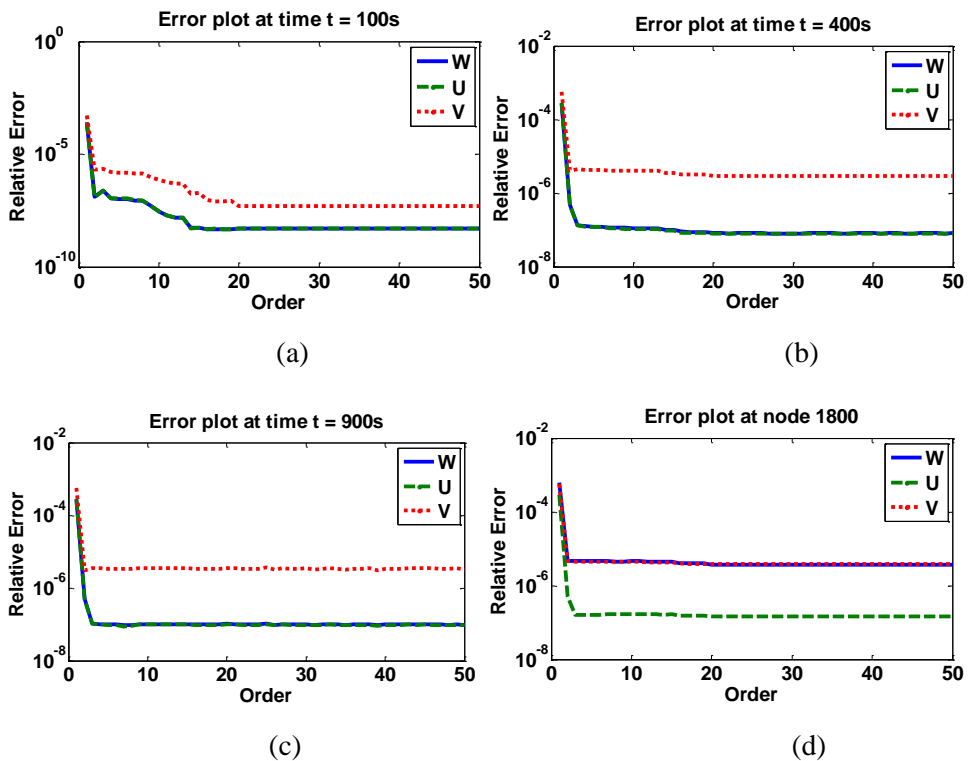 Error plot at time t = 100s
10^0
10^-5
10^-10
Relative Error
W
U
V
0 10 20 30 40 50
Order
(a)
Error plot at time t = 400s
10^-2
10^-4
10^-6
10^-8
Relative Error
W
U
V
0 10 20 30 40 50
Order
(b)
Error plot at time t = 900s
10^-2
10^-4
10^-6
10^-8
Relative Error
W
U
V
0 10 20 30 40 50
Order
(c)
Error plot at node 1800
10^-2
10^-4
10^-6
10^-8
Relative Error
W
U
V
0 10 20 30 40 50
Order
(d)